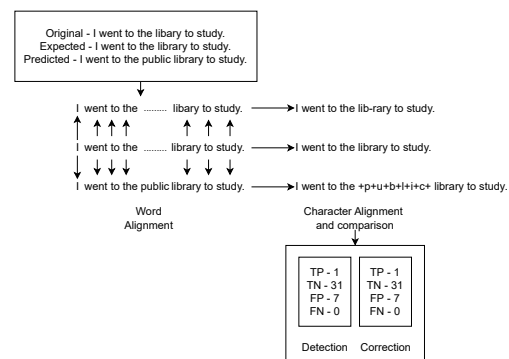 Original - I went to the libary to study.
Expected - I went to the library to study.
Predicted - I went to the public library to study.
I went to the ......... libary to study.
I went to the lib-rary to study.
I went to the ......... library to study.
I went to the library to study.
I went to the public library to study.
I went to the +p+u+b+l+i+c+ library to study.
Word
Alignment
Character Alignment
and comparison
TP - 1
TN - 31
FP - 7
FN - 0
TP - 1
TN - 31
FP - 7
FN - 0
Detection
Correction